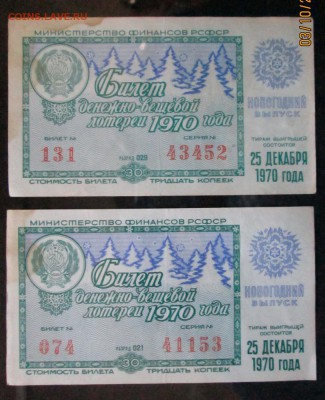 COINS.LAVE.RU
МИНИСТЕРСТВО ФИНАНСОВ РСФСР
Билет
денежно-вещевой
лотереи 1970 года
НОВОГОДНИЙ
ВЫПУСК
БИЛЕТ № СЕРИЯ №
131 43452
ТИРАЖ ВЫИГРЫШЕЙ
СОСТОИТСЯ
25 ДЕКАБРЯ
1970 ГОДА
СТОИМОСТЬ БИЛЕТА 30 ТРИДЦАТЬ КОПЕЕК
МИНИСТЕРСТВО ФИНАНСОВ РСФСР
Билет
денежно-вещевой
лотереи 1970 года
НОВОГОДНИЙ
ВЫПУСК
БИЛЕТ № СЕРИЯ №
074 41153
ТИРАЖ ВЫИГРЫШЕЙ
СОСТОИТСЯ
25 ДЕКАБРЯ
1970 ГОДА
СТОИМОСТЬ БИЛЕТА 30 ТРИДЦАТЬ КОПЕЕК